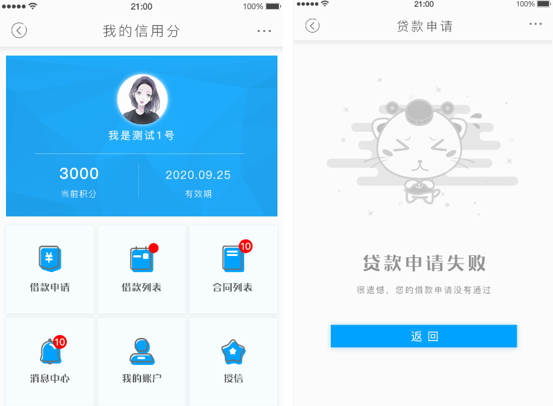 21:00
100%
我的信用分
我是测试1号
3000
2020.09.25
当前积分
有效期
10
借款申请
借款列表
合同列表
10
消息中心
我的账户
授信
21:00
100%
贷款申请
贷款申请失败
很遗憾，您的借款申请没有通过
返回